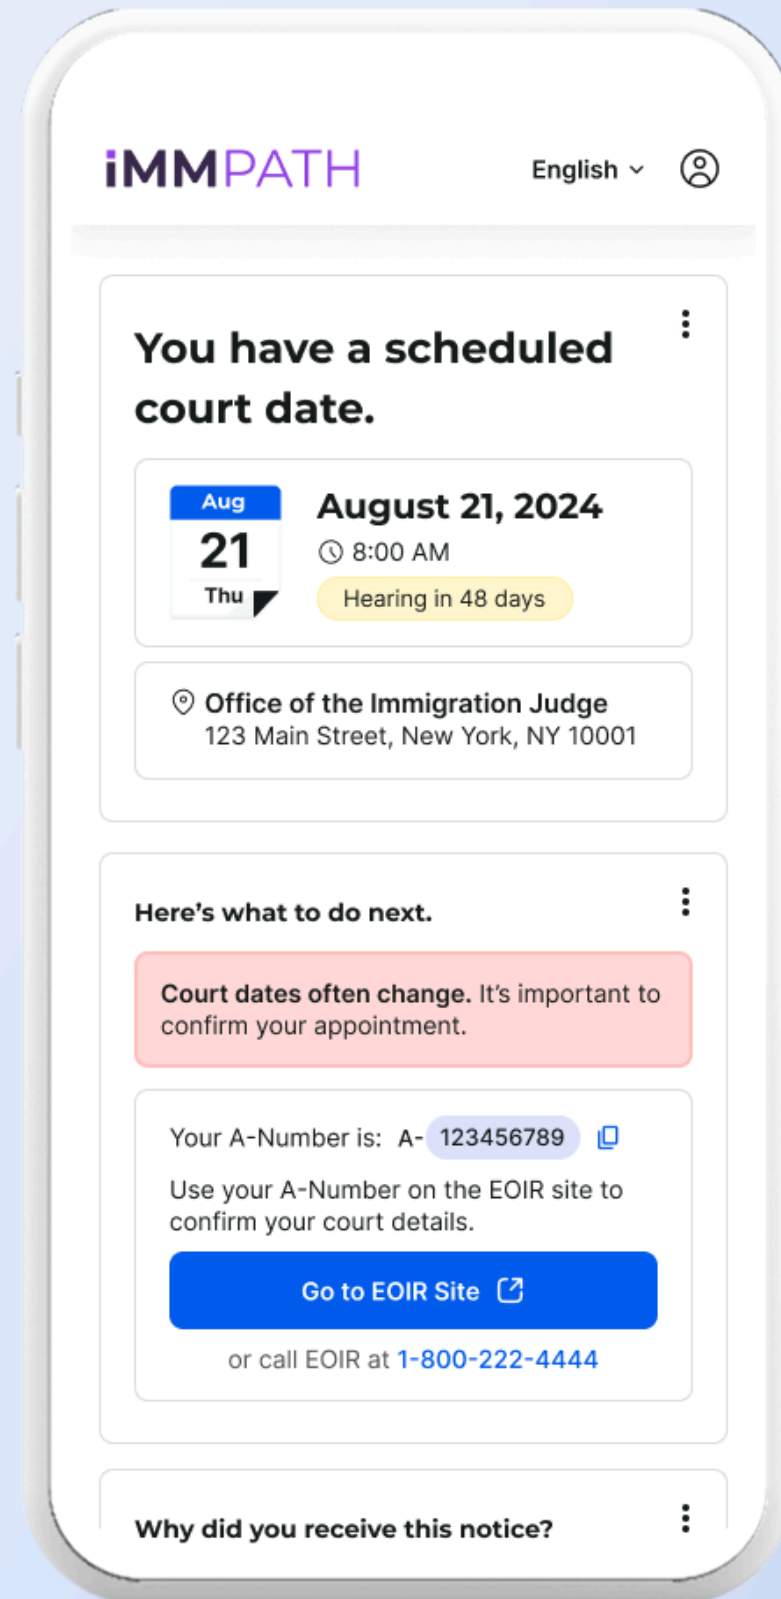 iMMPATH
English
You have a scheduled
court date.
Aug
21
Thu
August 21, 2024
8:00 AM
Hearing in 48 days
Office of the Immigration Judge
123 Main Street, New York, NY 10001
Here's what to do next.
Court dates often change. It's important to
confirm your appointment.
Your A-Number is: A- 123456789
Use your A-Number on the EOIR site to
confirm your court details.
Go to EOIR Site
or call EOIR at 1-800-222-4444
Why did you receive this notice?